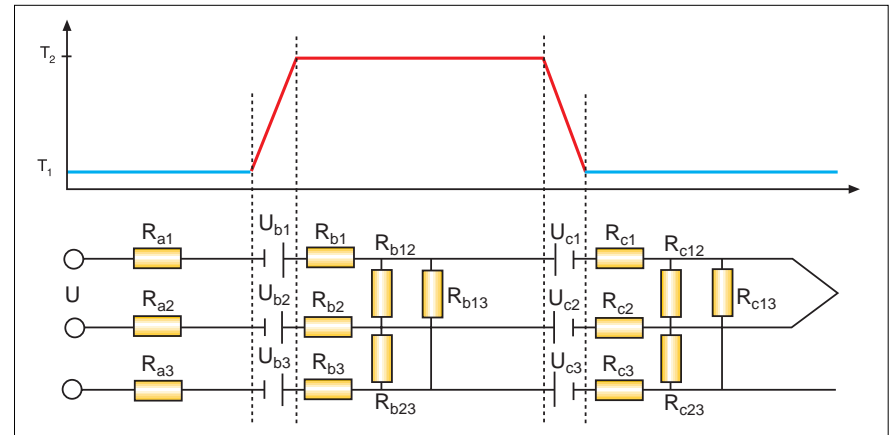 T2
T1
Ra1 Ub1 Rb1 Rb12 Uc1 Rc1 Rc12
U
Ra2 Ub2 Rb2 Rb13 Uc2 Rc2 Rc13
Ra3 Ub3 Rb3 Rb23 Uc3 Rc3 Rc23